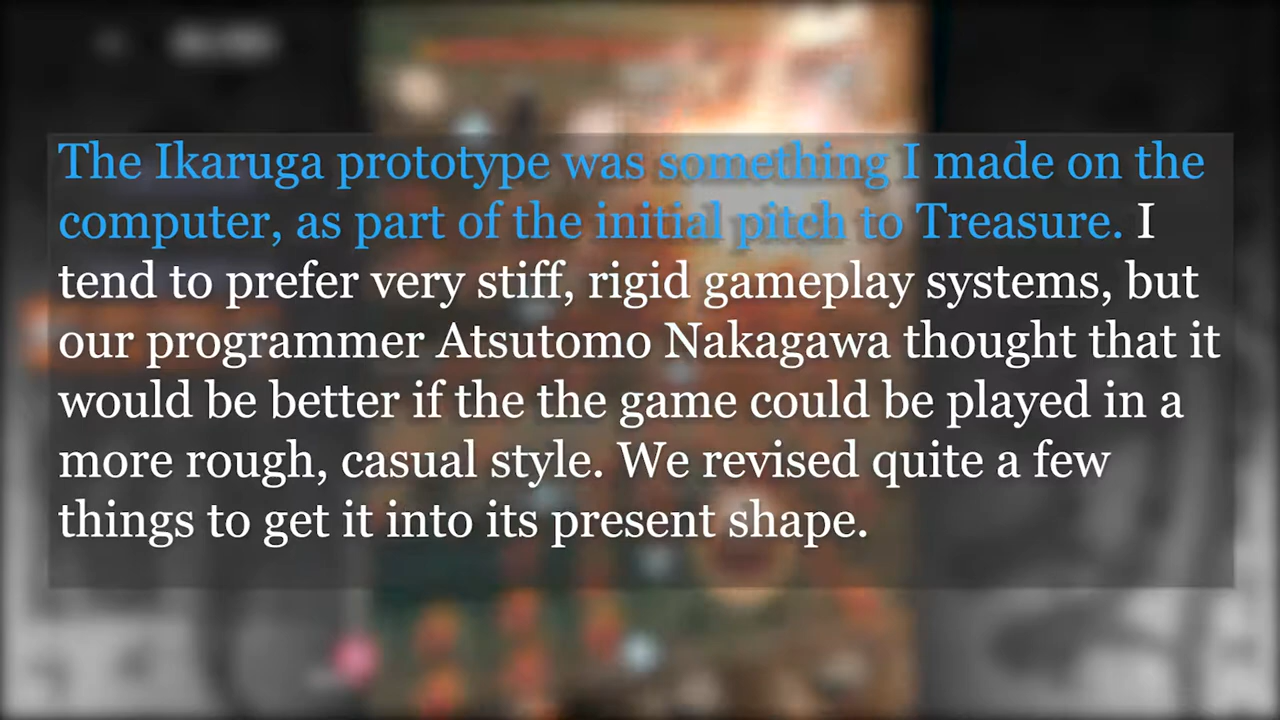 The Ikaruga prototype was something I made on the
computer, as part of the initial pitch to Treasure. I
tend to prefer very stiff, rigid gameplay systems, but
our programmer Atsutomo Nakagawa thought that it
would be better if the the game could be played in a
more rough, casual style. We revised quite a few
things to get it into its present shape.